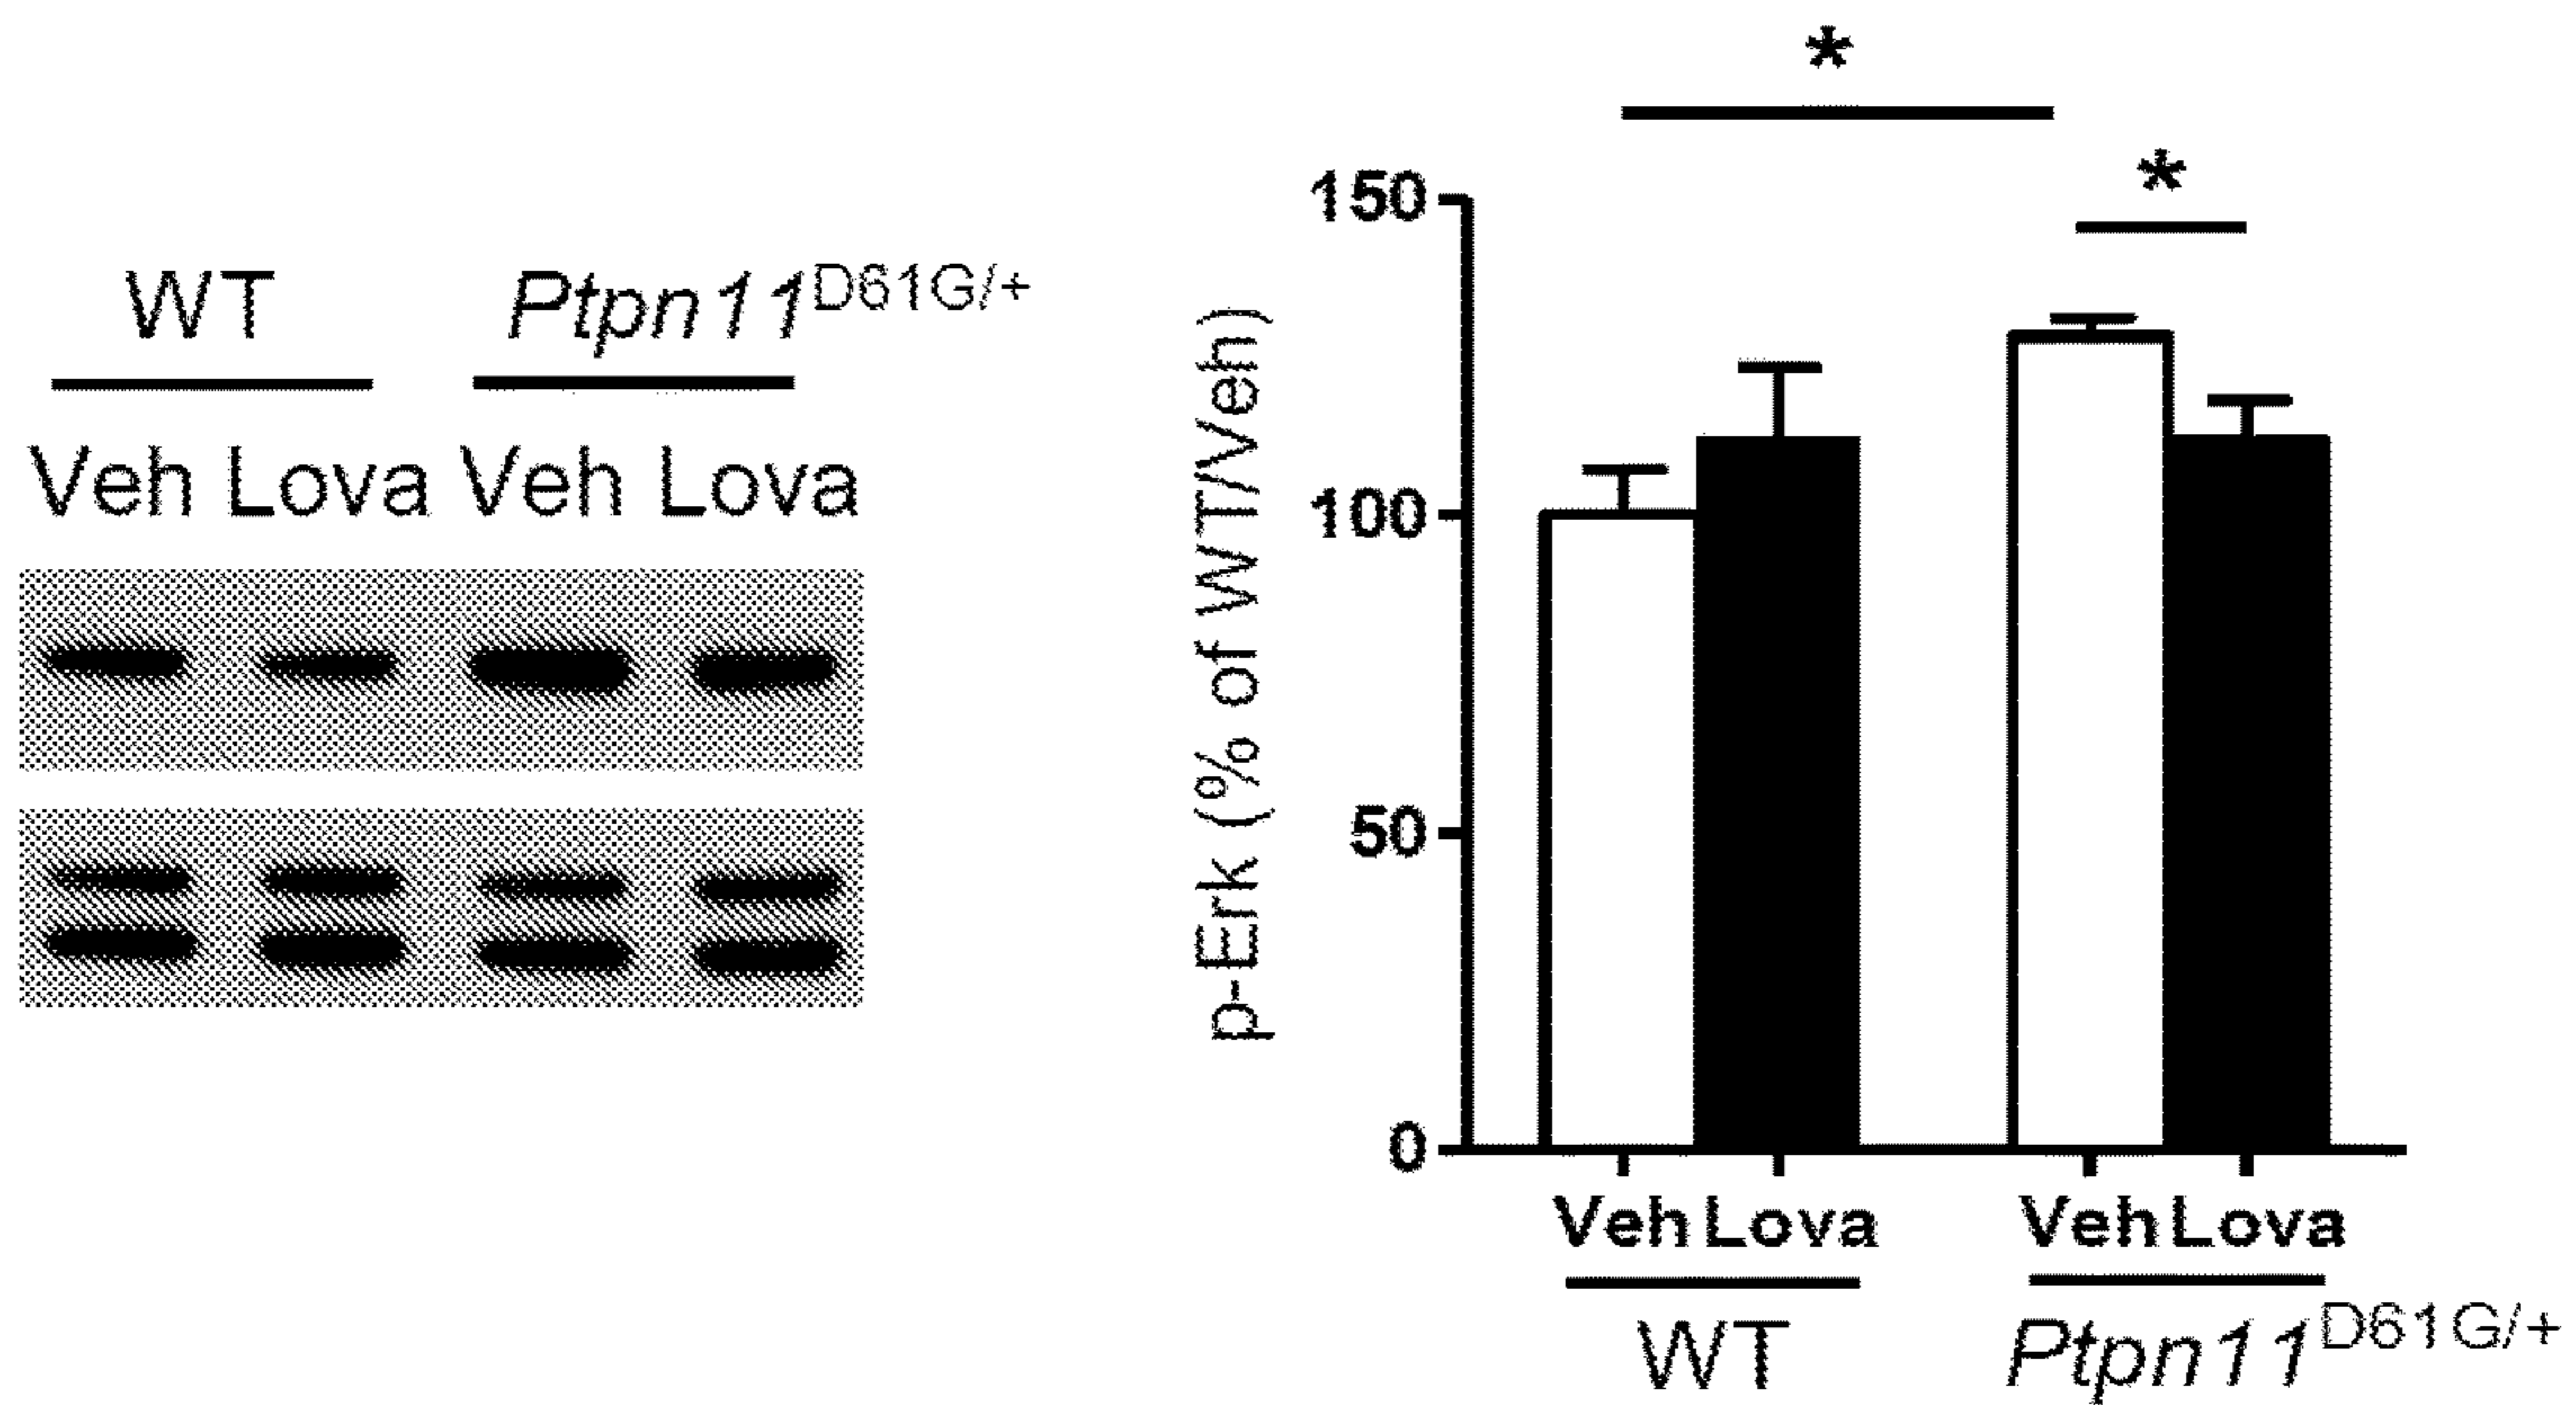 WT Ptpn11D61G/+
Veh Lova Veh Lova
*
*
p-Erk (% of WT/Veh)
150
100
50
0
Veh Lova Veh Lova
WT Ptpn11D61G/+